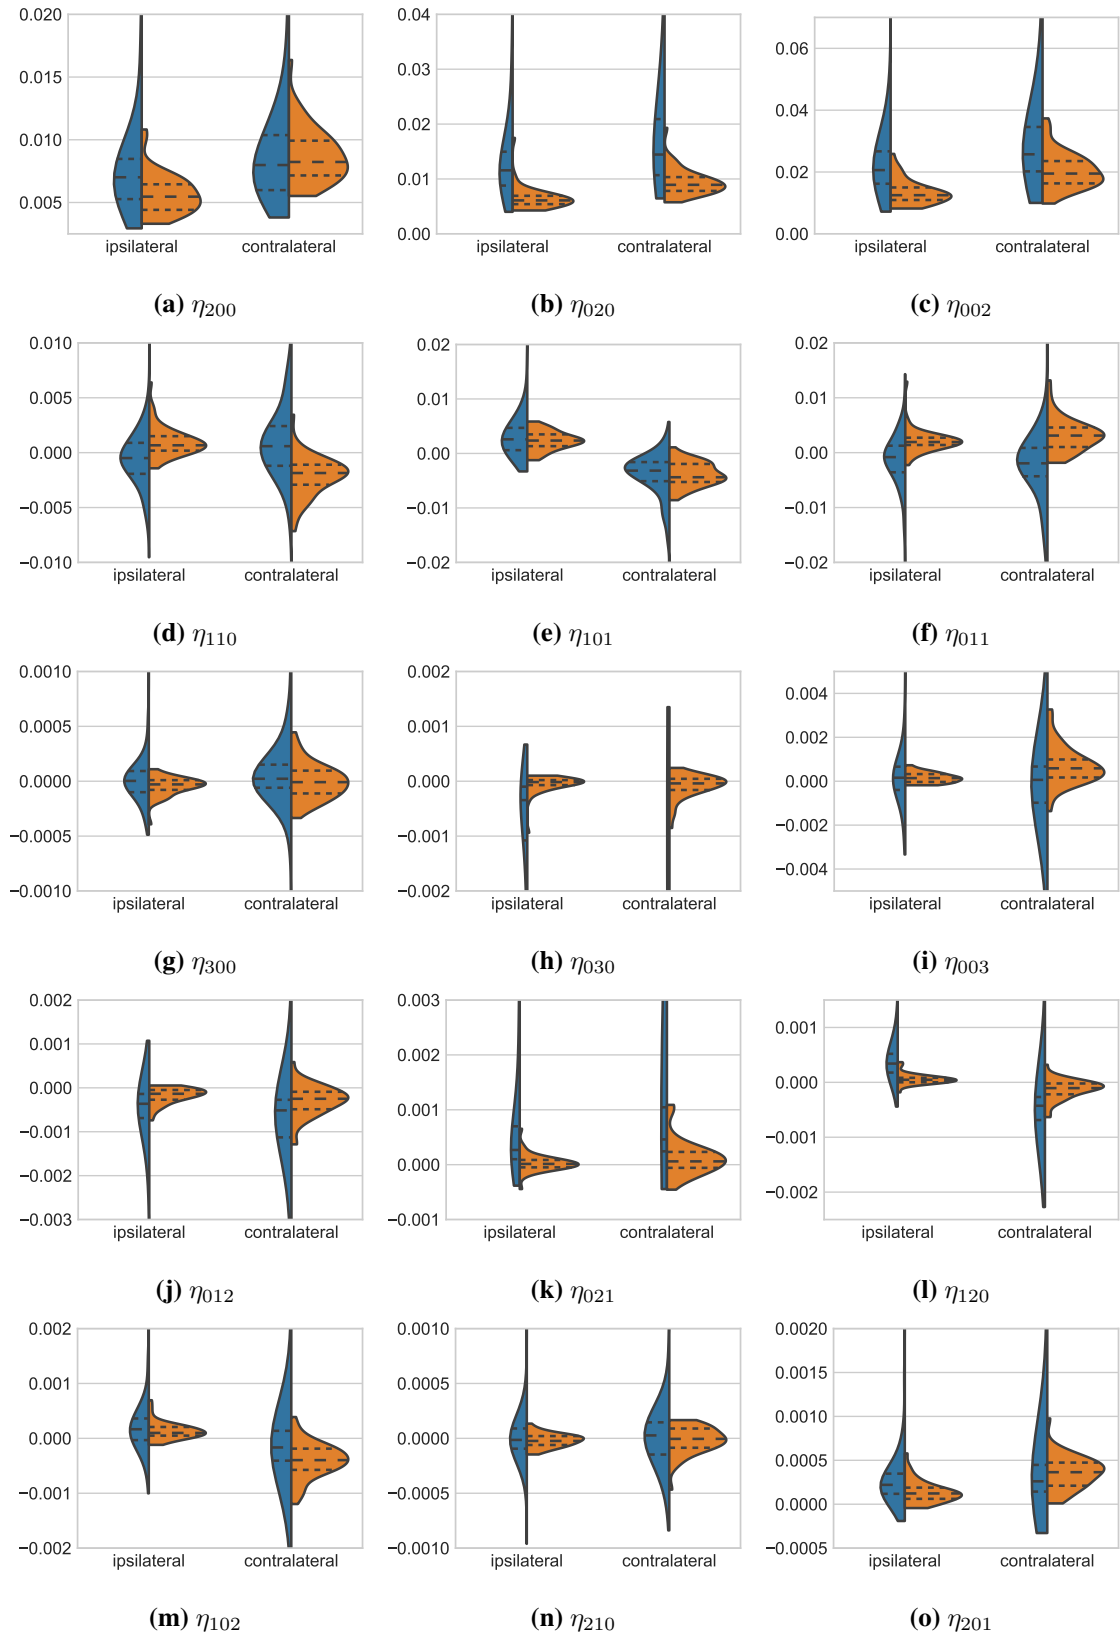 0.020
0.015
0.010
0.005
ipsilateral contralateral
(a) η200
0.04
0.03
0.02
0.01
0.00
ipsilateral contralateral
(b) η020
0.06
0.04
0.02
0.00
ipsilateral contralateral
(c) η002
0.010
0.005
0.000
−0.005
−0.010
ipsilateral contralateral
(d) η110
0.02
0.01
0.00
−0.01
−0.02
ipsilateral contralateral
(e) η101
0.02
0.01
0.00
−0.01
−0.02
ipsilateral contralateral
(f) η011
0.0010
0.0005
0.0000
−0.0005
−0.0010
ipsilateral contralateral
(g) η300
0.002
0.001
0.000
−0.001
−0.002
ipsilateral contralateral
(h) η030
0.004
0.002
0.000
−0.002
−0.004
ipsilateral contralateral
(i) η003
0.002
0.001
0.000
−0.001
−0.002
−0.003
ipsilateral contralateral
(j) η012
0.003
0.002
0.001
0.000
−0.001
ipsilateral contralateral
(k) η021
0.001
0.000
−0.001
−0.002
ipsilateral contralateral
(l) η120
0.002
0.001
0.000
−0.001
−0.002
ipsilateral contralateral
(m) η102
0.0010
0.0005
0.0000
−0.0005
−0.0010
ipsilateral contralateral
(n) η210
0.0020
0.0015
0.0010
0.0005
0.0000
−0.0005
ipsilateral contralateral
(o) η201